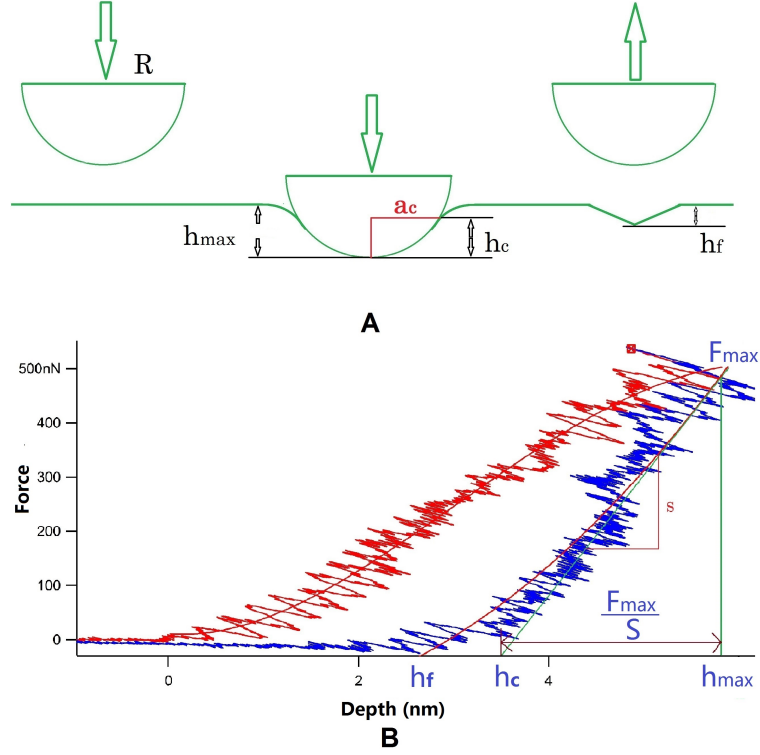 R
hmax
ac
hc
hf
A
500nN
400
300
200
100
0
Force
Fmax
s
Fmax
S
hf
hc
hmax
0
2
4
Depth (nm)
B